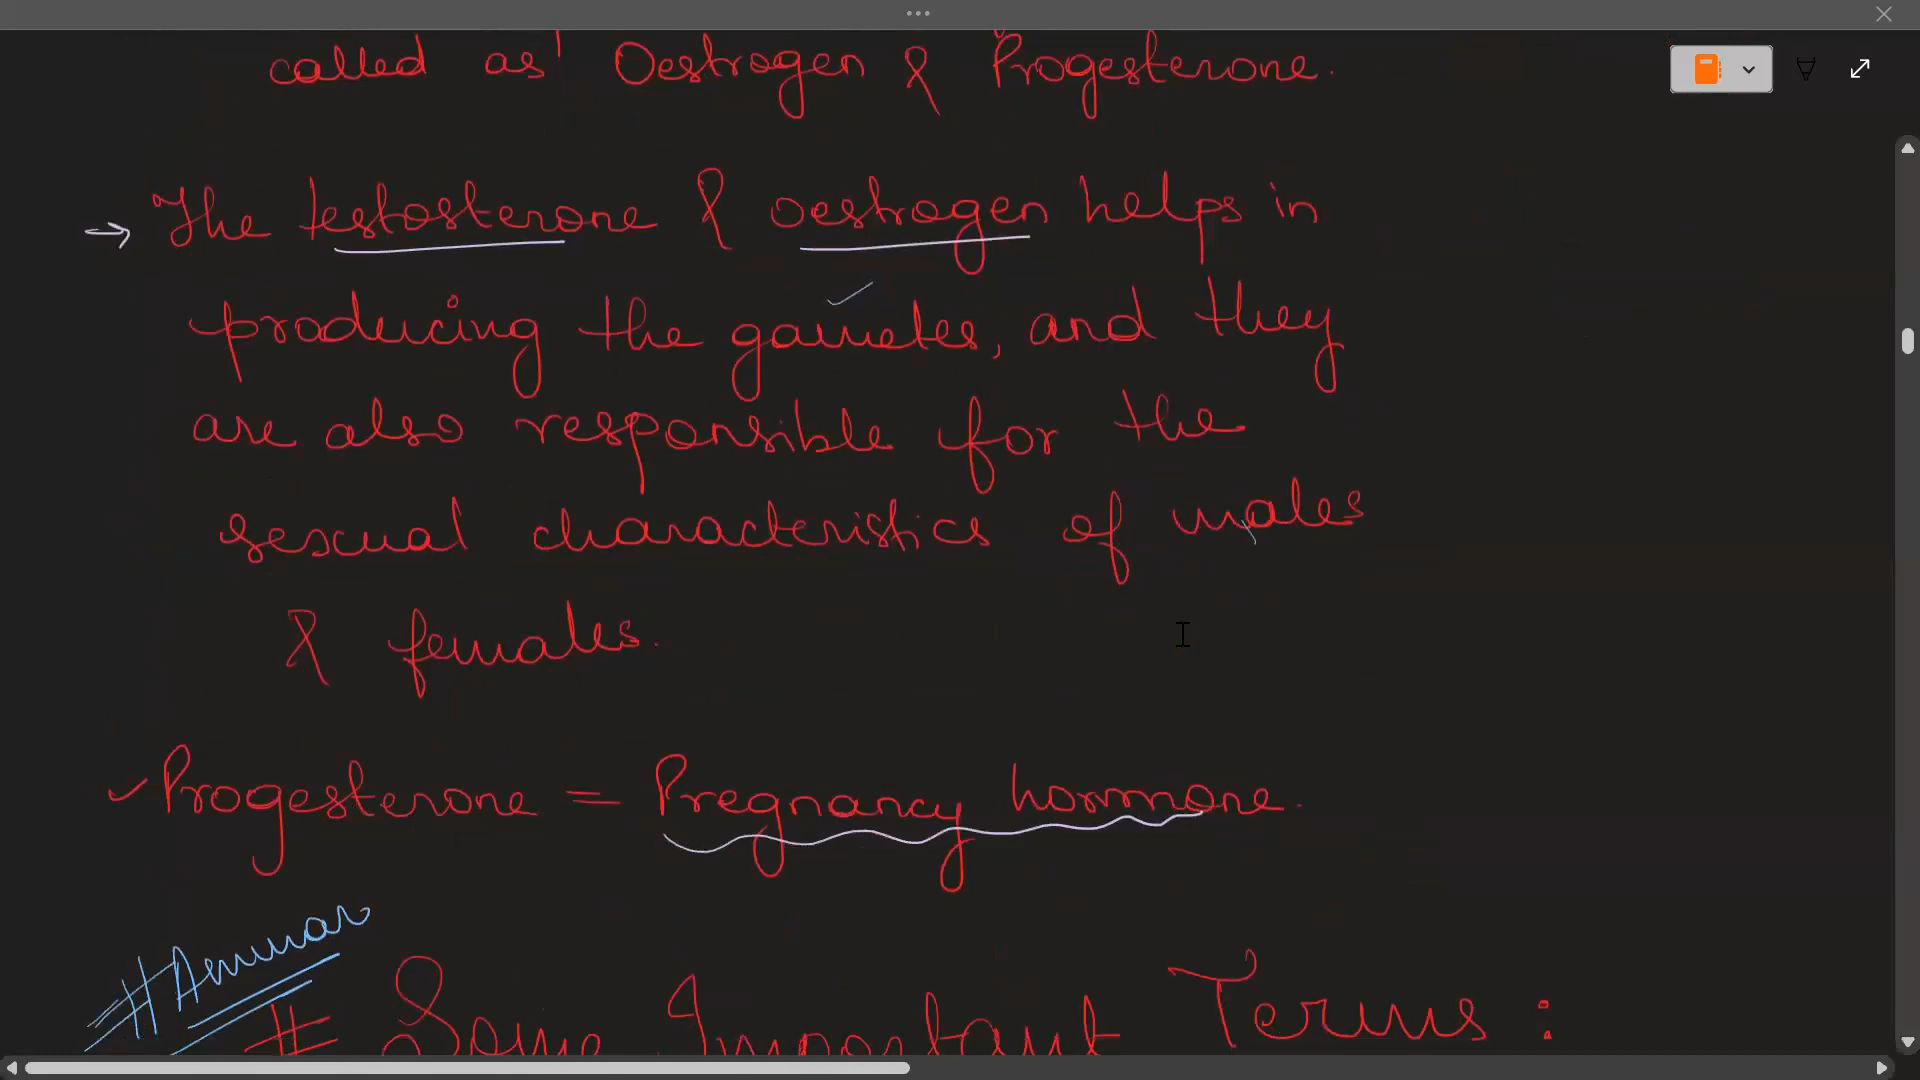 called as' Oestrogen & Progesterone.
→ The testosterone & oestrogen helps in
producing the gametes, and they
are also responsible for the
sexual characteristics of males
& females.
Progesterone = Pregnancy hormone.
# Ammar
# Some Important Terms :